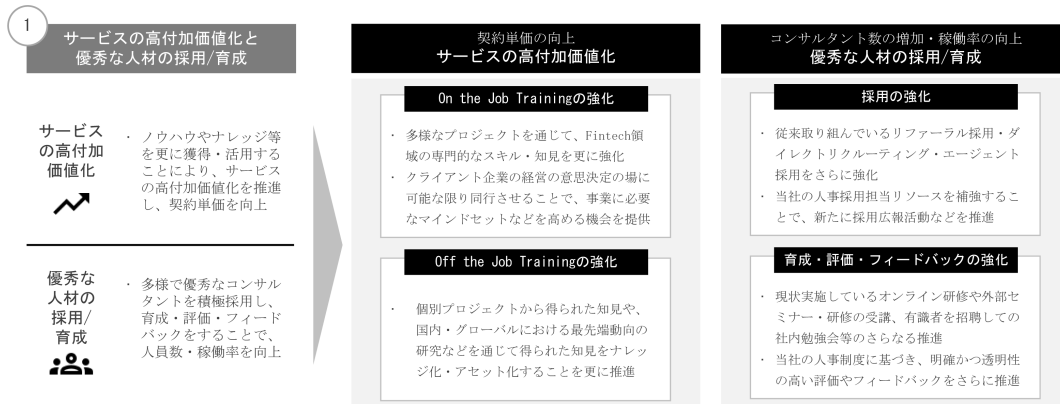 1
サービスの高付加価値化と
優秀な人材の採用/育成
サービス
の高付加
価値化
・ ノウハウやナレッジ等
を更に獲得・活用する
ことにより、サービス
の高付加価値化を推進
し、契約単価を向上
優秀な
人材の
採用/
育成
・ 多様で優秀なコンサル
タントを積極採用し、
育成・評価・フィード
バックをすることで、
人員数・稼働率を向上
契約単価の向上
サービスの高付加価値化
On the Job Trainingの強化
・ 多様なプロジェクトを通じて、Fintech領
域の専門的なスキル・知見を更に強化
・ クライアント企業の経営の意思決定の場に
可能な限り同行させることで、事業に必要
なマインドセットなどを高める機会を提供
Off the Job Trainingの強化
・ 個別プロジェクトから得られた知見や、
国内・グローバルにおける最先端動向の
研究などを通じて得られた知見をナレッ
ジ化・アセット化することを更に推進
コンサルタント数の増加・稼働率の向上
優秀な人材の採用/育成
採用の強化
・ 従来取り組んでいるリファーラル採用・ダ
イレクトリクルーティング・エージェント
採用をさらに強化
・ 当社の人事採用担当リソースを補強するこ
とで、新たに採用広報活動などを推進
育成・評価・フィードバックの強化
・ 現状実施しているオンライン研修や外部セ
ミナー・研修の受講、有識者を招聘しての
社内勉強会等のさらなる推進
・ 当社の人事制度に基づき、明確かつ透明性
の高い評価やフィードバックをさらに推進